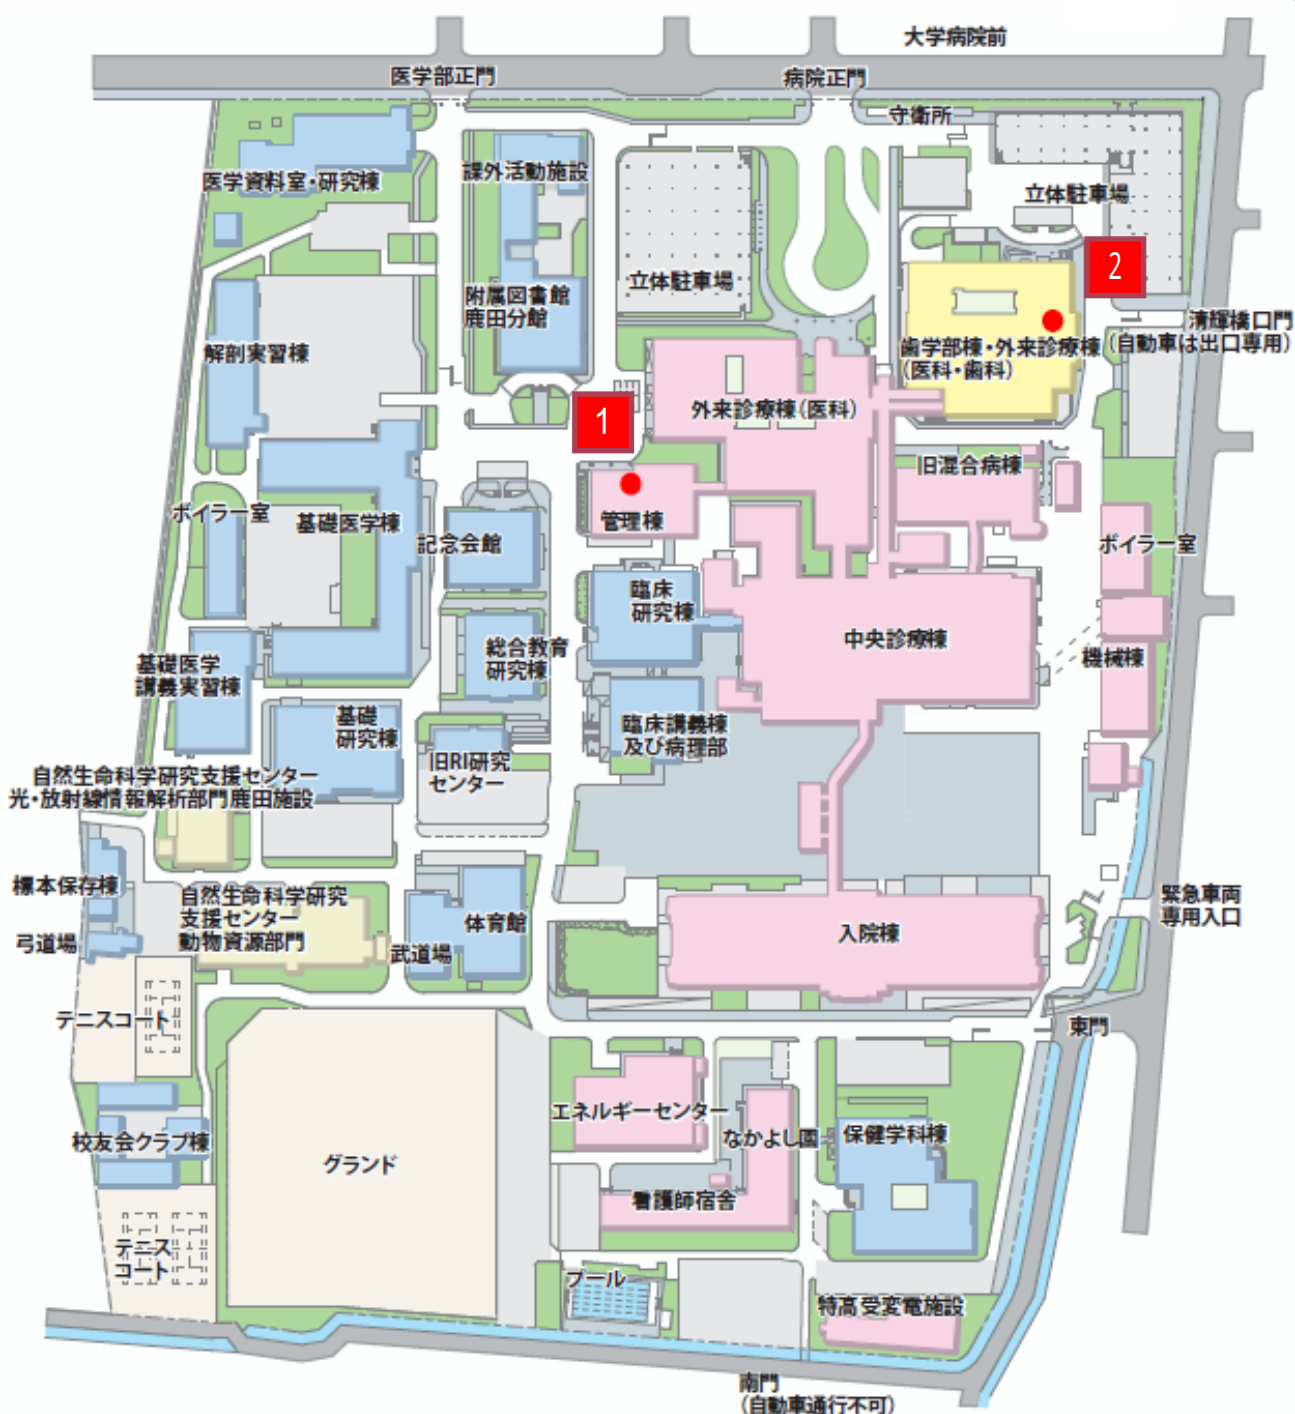 大学病院前
医学部正門
病院正門
守衛所
課外活動施設
医学資料室・研究棟
立体駐車場
2
立体駐車場
附属図書館
鹿田分館
清輝橋口門
(自動車は出口専用)
解剖実習棟
歯学部棟・外来診療棟
(医科・歯科)
外来診療棟(医科)
1
旧混合病棟
ボイラー室
基礎医学棟
管理棟
記念会館
ボイラー室
臨床
研究棟
中央診療棟
総合教育
研究棟
機械棟
基礎医学
講義実習棟
基礎
研究棟
臨床講義棟
及び病理部
旧RI研究
センター
自然生命科学研究支援センター
光・放射線情報解析部門鹿田施設
標本保存棟
自然生命科学研究
支援センター
動物資源部門
緊急車両
専用入口
体育館
入院棟
弓道場
武道場
テニスコート
東門
エネルギーセンター
なかよし園
保健学科棟
校友会クラブ棟
グランド
看護師宿舎
テニス
コート
プール
特高受変電施設
南門
(自動車通行不可)